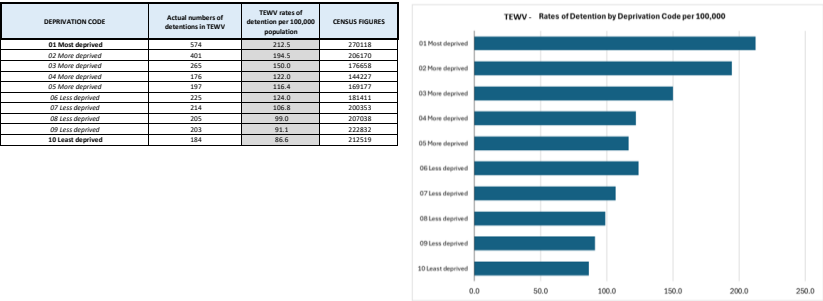 DEPRIVATION CODE | Actual numbers of detentions in TEWV | TEWV rates of detention per 100,000 population | CENSUS FIGURES
01 Most deprived | 574 | 212.5 | 270118
02 More deprived | 401 | 194.5 | 206170
03 More deprived | 265 | 150.0 | 176658
04 More deprived | 176 | 122.0 | 144227
05 More deprived | 197 | 116.4 | 169177
06 Less deprived | 225 | 124.0 | 181411
07 Less deprived | 214 | 106.8 | 200353
08 Less deprived | 205 | 99.0 | 207038
09 Less deprived | 203 | 91.1 | 222832
10 Least deprived | 184 | 86.6 | 212519
TEWV - Rates of Detention by Deprivation Code per 100,000
01 Most deprived
02 More deprived
03 More deprived
04 More deprived
05 More deprived
06 Less deprived
07 Less deprived
08 Less deprived
09 Less deprived
10 Least deprived
0.0 50.0 100.0 150.0 200.0 250.0